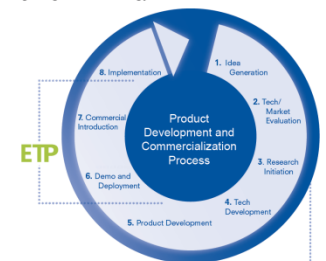 Product
Development and
Commercialization
Process
1. Idea
Generation
2. Tech/
Market
Evaluation
3. Research
Initiation
4. Tech
Development
5. Product Development
6. Demo and
Deployment
7. Commercial
Introduction
8. Implementation
ETP